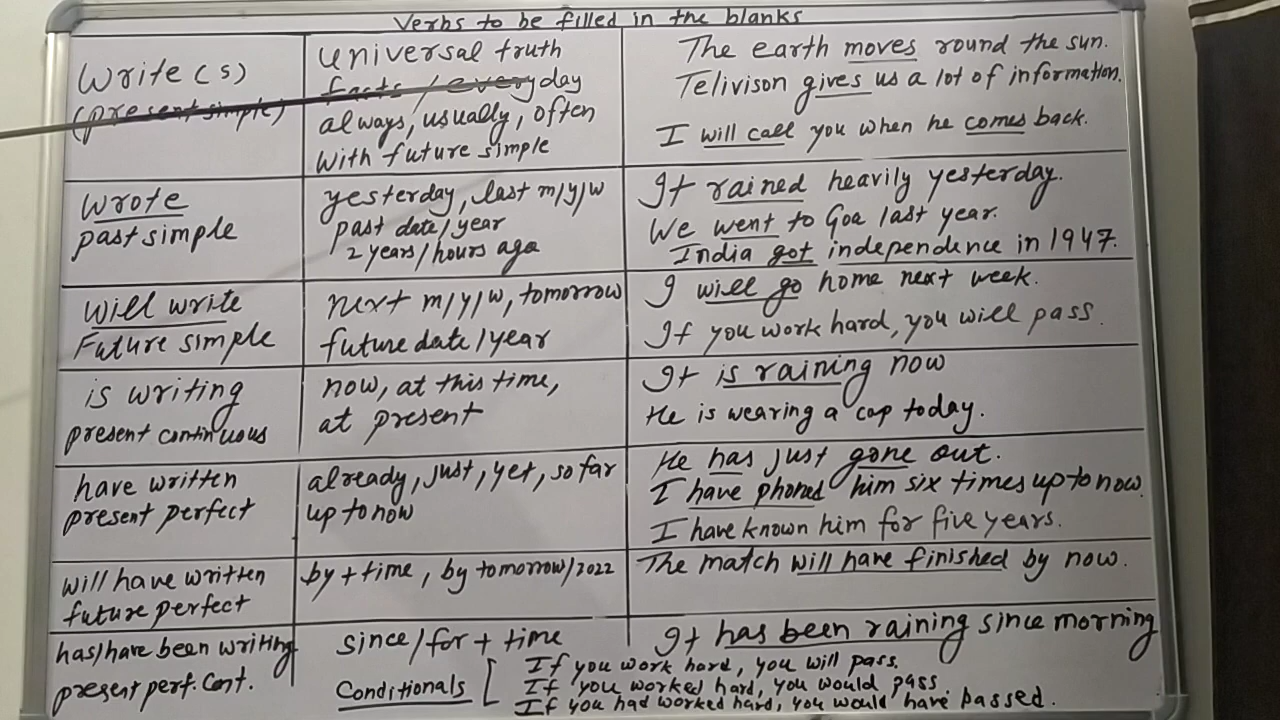 Verbs to be filled in the blanks
Write(s)
(present simple)
universal truth
facts / everyday
always, usually, often
with future simple
The earth moves round the sun.
Telivison gives us a lot of information.
I will call you when he comes back.
wrote
past simple
yesterday, last m/y/w
past date/year
2 years/hours ago
It rained heavily yesterday.
We went to Goa last year.
India got independence in 1947.
will write
Future simple
next m/y/w, tomorrow
future date/year
I will go home next week.
If you work hard, you will pass.
is writing
present continuous
now, at this time,
at present
It is raining now
He is wearing a cap today.
have written
present perfect
already, just, yet, so far
up to now
He has just gone out.
I have phoned him six times up to now.
I have known him for five years.
will have written
future perfect
by + time, by tomorrow/2022
The match will have finished by now.
has/have been writing
present perf. cont.
since/for + time
It has been raining since morning
Conditionals
If you work hard, you will pass.
If you worked hard, you would pass
If you had worked hard, you would have passed.